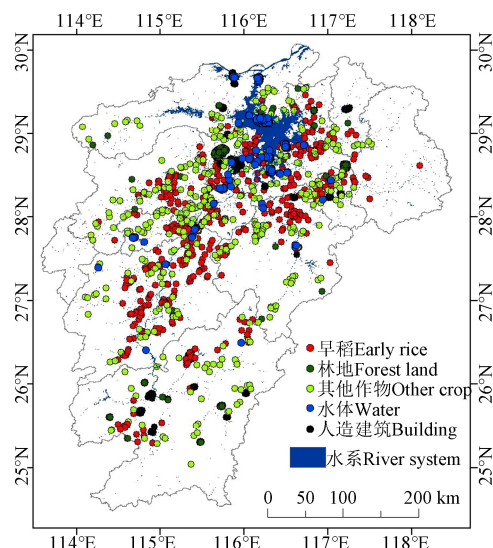 114°E 115°E 116°E 117°E 118°E
30°N 30°N
29°N 29°N
28°N 28°N
27°N 27°N
26°N 26°N
25°N 25°N
早稻Early rice
林地Forest land
其他作物Other crop
水体Water
人造建筑Building
水系River system
0 50 100 200 km
114°E 115°E 116°E 117°E 118°E